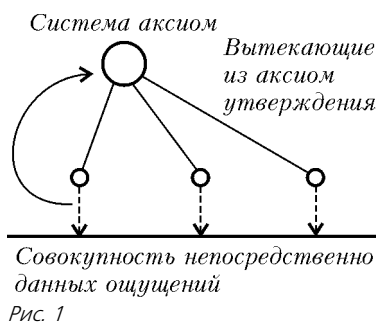 Система аксиом
Вытекающие
из аксиом
утверждения
Совокупность непосредственно
данных ощущений
Рис. 1